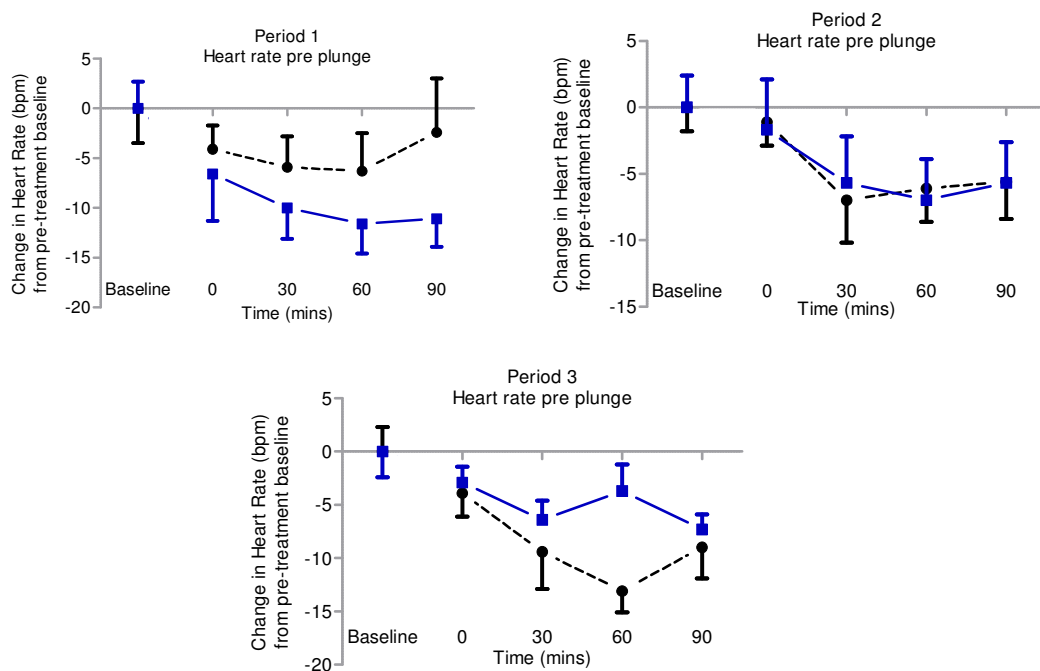 Period 1
Heart rate pre plunge
Change in Heart Rate (bpm)
from pre-treatment baseline
5
0
-5
-10
-15
-20
Baseline
0
30
60
90
Time (mins)
Period 2
Heart rate pre plunge
Change in Heart Rate (bpm)
from pre-treatment baseline
5
0
-5
-10
-15
Baseline
0
30
60
90
Time (mins)
Period 3
Heart rate pre plunge
Change in Heart Rate (bpm)
from pre-treatment baseline
5
0
-5
-10
-15
-20
Baseline
0
30
60
90
Time (mins)